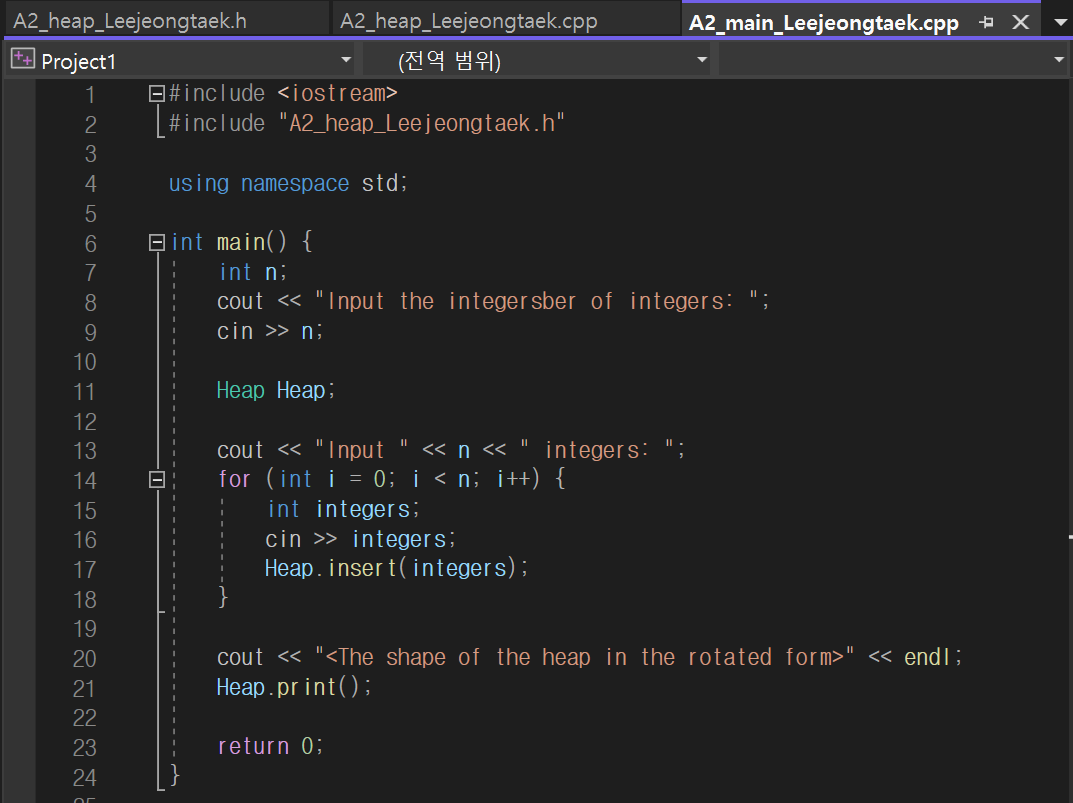 A2_heap_Leejeongtaek.h A2_heap_Leejeongtaek.cpp A2_main_Leejeongtaek.cpp
Project1 (전역 범위)
1 #include <iostream>
2 #include "A2_heap_Leejeongtaek.h"
3
4 using namespace std;
5
6 int main() {
7 int n;
8 cout << "Input the integersber of integers: ";
9 cin >> n;
10
11 Heap Heap;
12
13 cout << "Input " << n << " integers: ";
14 for (int i = 0; i < n; i++) {
15 int integers;
16 cin >> integers;
17 Heap.insert(integers);
18 }
19
20 cout << "<The shape of the heap in the rotated form>" << endl;
21 Heap.print();
22
23 return 0;
24 }